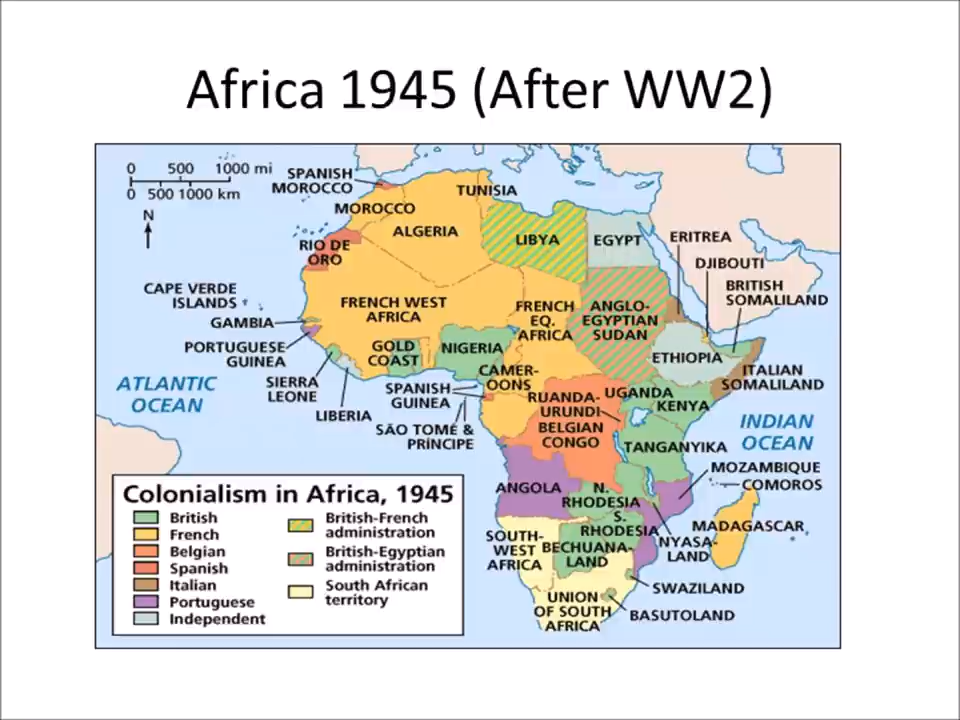 Africa 1945 (After WW2)
0 500 1000 mi
0 500 1000 km
N
SPANISH
MOROCCO
TUNISIA
MOROCCO
ALGERIA
LIBYA
EGYPT
ERITREA
RIO DE
ORO
DJIBOUTI
BRITISH
SOMALILAND
CAPE VERDE
ISLANDS
FRENCH WEST
AFRICA
FRENCH
EQ.
AFRICA
ANGLO-
EGYPTIAN
SUDAN
GAMBIA
PORTUGUESE
GUINEA
GOLD
COAST
NIGERIA
ETHIOPIA
ITALIAN
SOMALILAND
CAMER-
OONS
ATLANTIC
OCEAN
SIERRA
LEONE
LIBERIA
SPANISH
GUINEA
SÃO TOMÉ &
PRÍNCIPE
RUANDA-
URUNDI
UGANDA
KENYA
BELGIAN
CONGO
INDIAN
OCEAN
TANGANYIKA
MOZAMBIQUE
COMOROS
ANGOLA
N.
RHODESIA
S.
RHODESIA
MADAGASCAR
NYASA-
LAND
SOUTH-
WEST
AFRICA
BECHUANA-
LAND
SWAZILAND
UNION
OF SOUTH
AFRICA
BASUTOLAND
Colonialism in Africa, 1945
British
French
Belgian
Spanish
Italian
Portuguese
Independent
British-French
administration
British-Egyptian
administration
South African
territory